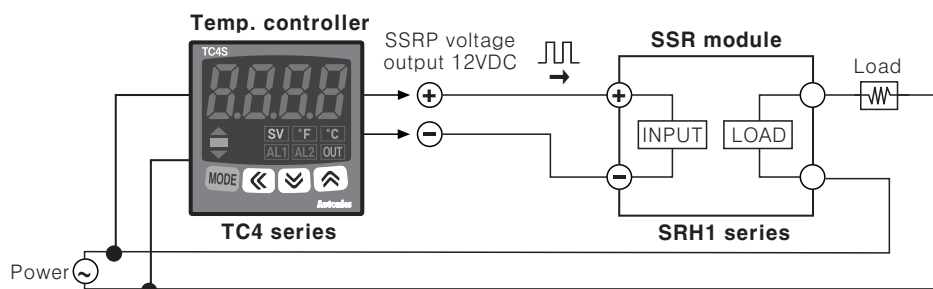 Temp. controller
TC4S
8.8.8.8
SV °F °C
AL1 AL2 OUT
MODE
Autonics
TC4 series
SSRP voltage
output 12VDC
+
−
SSR module
+
−
INPUT
LOAD
SRH1 series
Load
Power
~